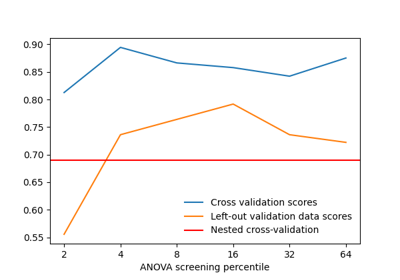 0.90
0.85
0.80
0.75
0.70
0.65
0.60
0.55
Cross validation scores
Left-out validation data scores
Nested cross-validation
2 4 8 16 32 64
ANOVA screening percentile